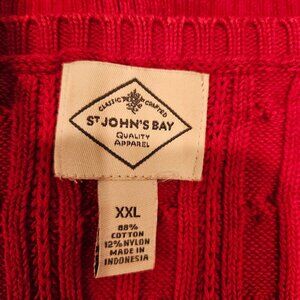 CLASSIC CRAFTED
ST JOHN'S BAY
QUALITY
APPAREL
XXL
88%
COTTON
12% NYLON
MADE IN
INDONESIA